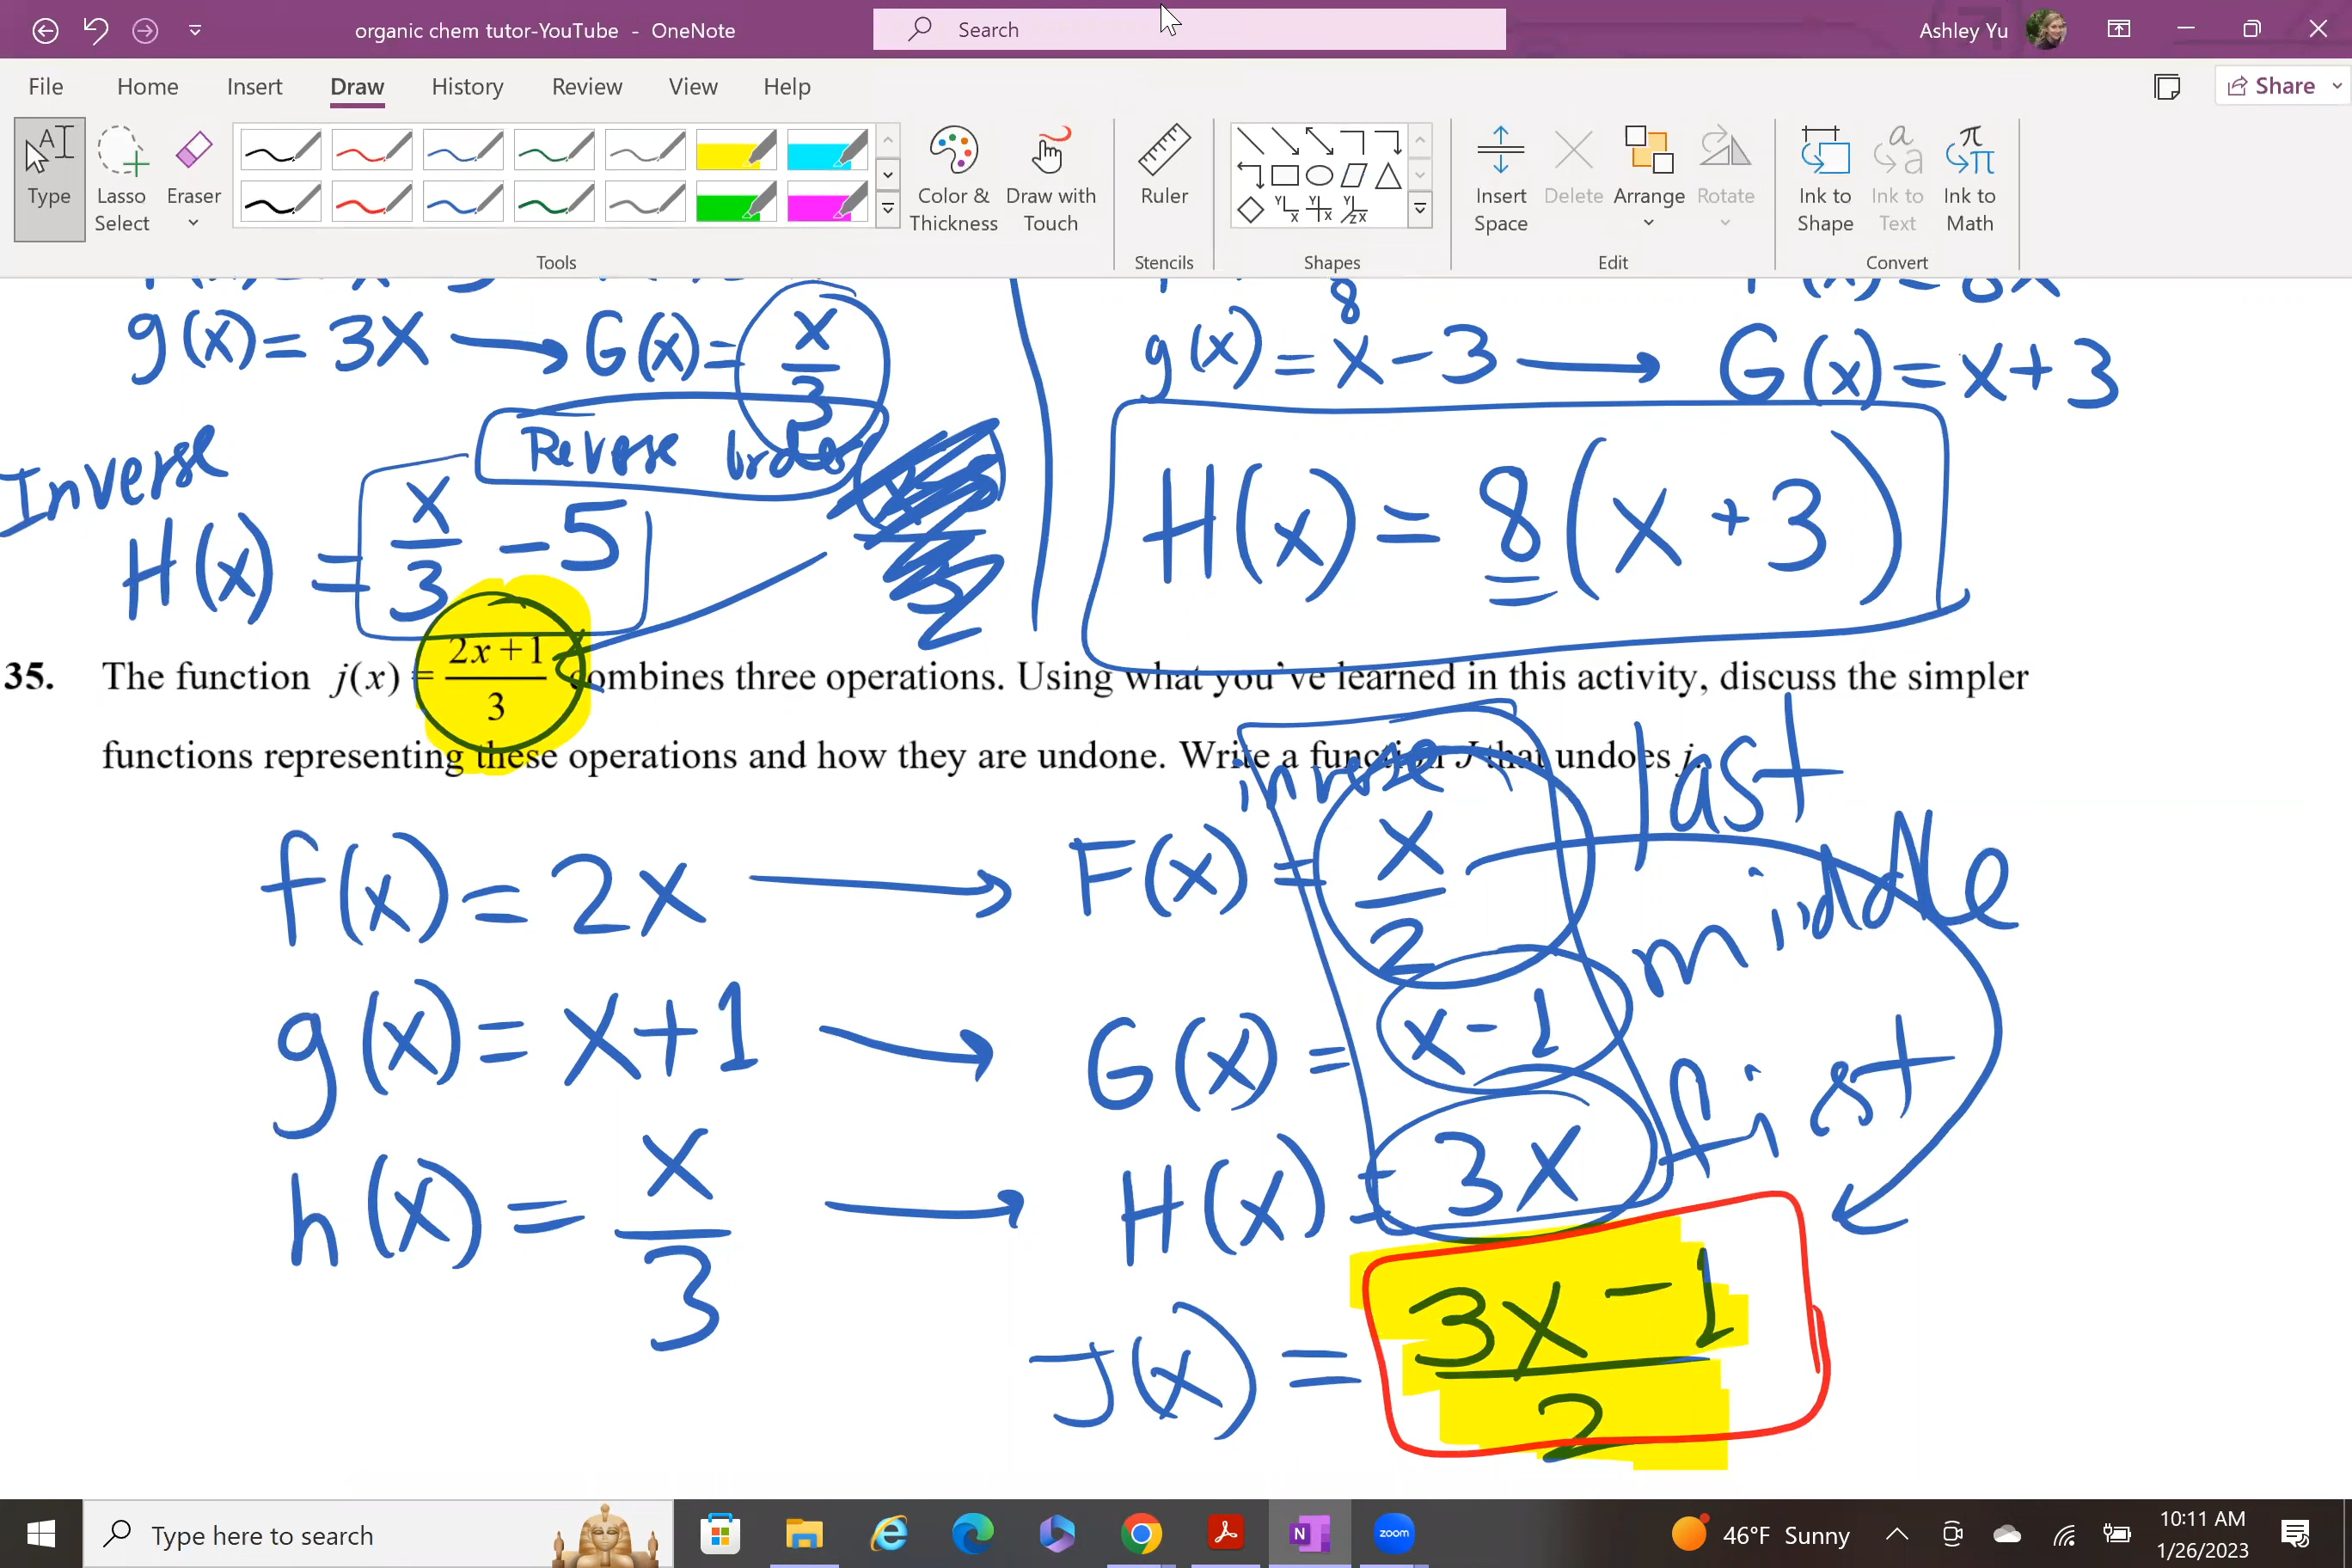 organic chem tutor-YouTube - OneNote
Search
Ashley Yu
File Home Insert Draw History Review View Help
Share
Type
Lasso Select
Eraser
Color & Thickness
Draw with Touch
Ruler
Insert Space
Delete
Arrange
Rotate
Ink to Shape
Ink to Text
Ink to Math
Tools Stencils Shapes Edit Convert
g(x) = 3x → G(x) = x/3
Reverse order
Inverse
H(x) = x/3 - 5
8
g(x) = x - 3 → G(x) = x + 3
H(x) = 8(x + 3)
35. The function j(x) = (2x+1)/3 combines three operations. Using what you've learned in this activity, discuss the simpler
functions representing these operations and how they are undone. Write a function J that undoes j.
inverse
f(x) = 2x → F(x) = x/2 last
g(x) = x+1 → G(x) = x-1 middle
h(x) = x/3 → H(x) = 3x first
J(x) = (3x-1)/2
Type here to search
zoom
46°F Sunny
10:11 AM
1/26/2023